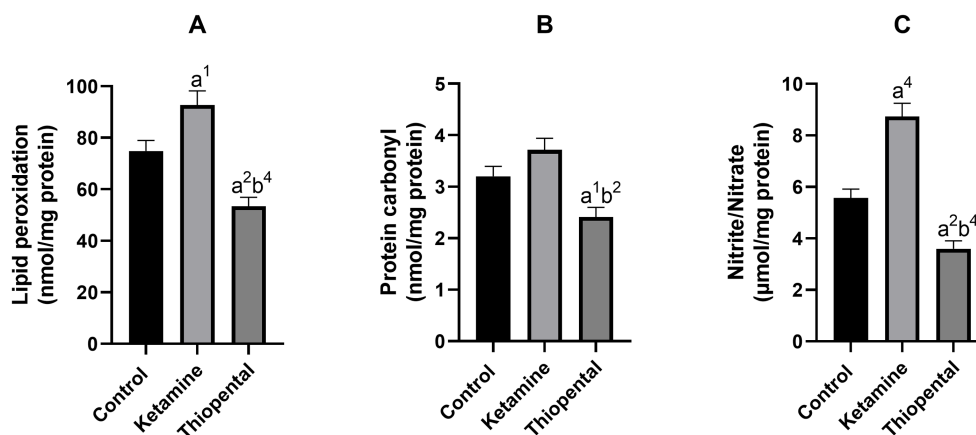 A
Lipid peroxidation
(nmol/mg protein)
100
80
60
40
20
0
a¹
a²b⁴
Control
Ketamine
Thiopental
B
Protein carbonyl
(nmol/mg protein)
5
4
3
2
1
0
a¹b²
Control
Ketamine
Thiopental
C
Nitrite/Nitrate
(µmol/mg protein)
10
8
6
4
2
0
a⁴
a²b⁴
Control
Ketamine
Thiopental